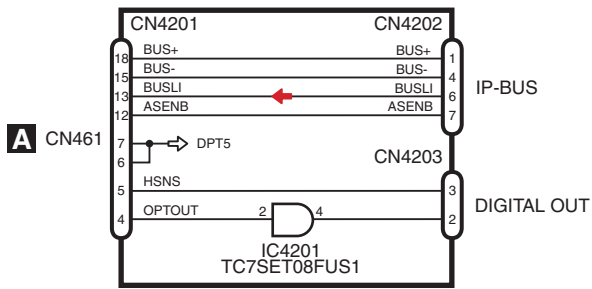 CN4201 CN4202
18 BUS+ BUS+ 1
15 BUS- BUS- 4
13 BUSLI BUSLI 6
12 ASENB ASENB 7
IP-BUS
A CN461
7 DPT5
6
CN4203
5 HSNS 3
4 OPTOUT 2 4 2
DIGITAL OUT
IC4201
TC7SET08FUS1